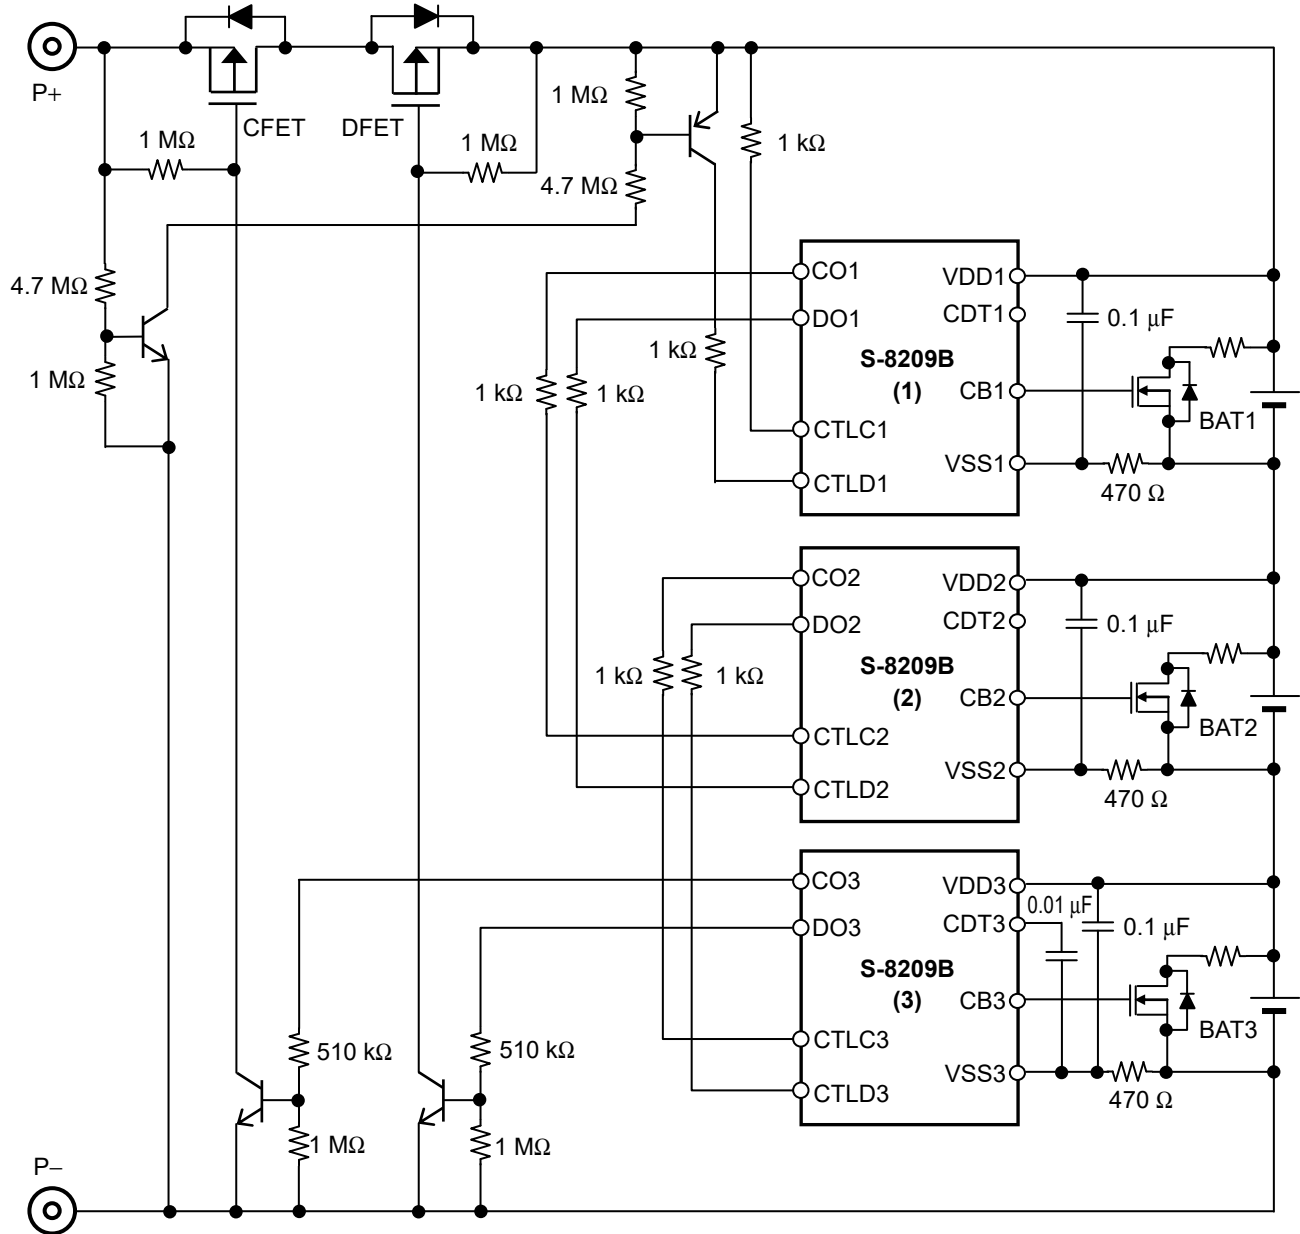 P+
CFET
DFET
1 MΩ
1 MΩ
1 MΩ
4.7 MΩ
1 kΩ
4.7 MΩ
1 MΩ
1 kΩ
1 kΩ
1 kΩ
CO1
DO1
S-8209B
(1)
CTLC1
CTLD1
VDD1
CDT1
CB1
VSS1
0.1 μF
BAT1
470 Ω
1 kΩ
1 kΩ
CO2
DO2
S-8209B
(2)
CTLC2
CTLD2
VDD2
CDT2
CB2
VSS2
0.1 μF
BAT2
470 Ω
CO3
DO3
S-8209B
(3)
CTLC3
CTLD3
VDD3
CDT3
CB3
VSS3
0.01 μF
0.1 μF
BAT3
470 Ω
510 kΩ
510 kΩ
1 MΩ
1 MΩ
P−